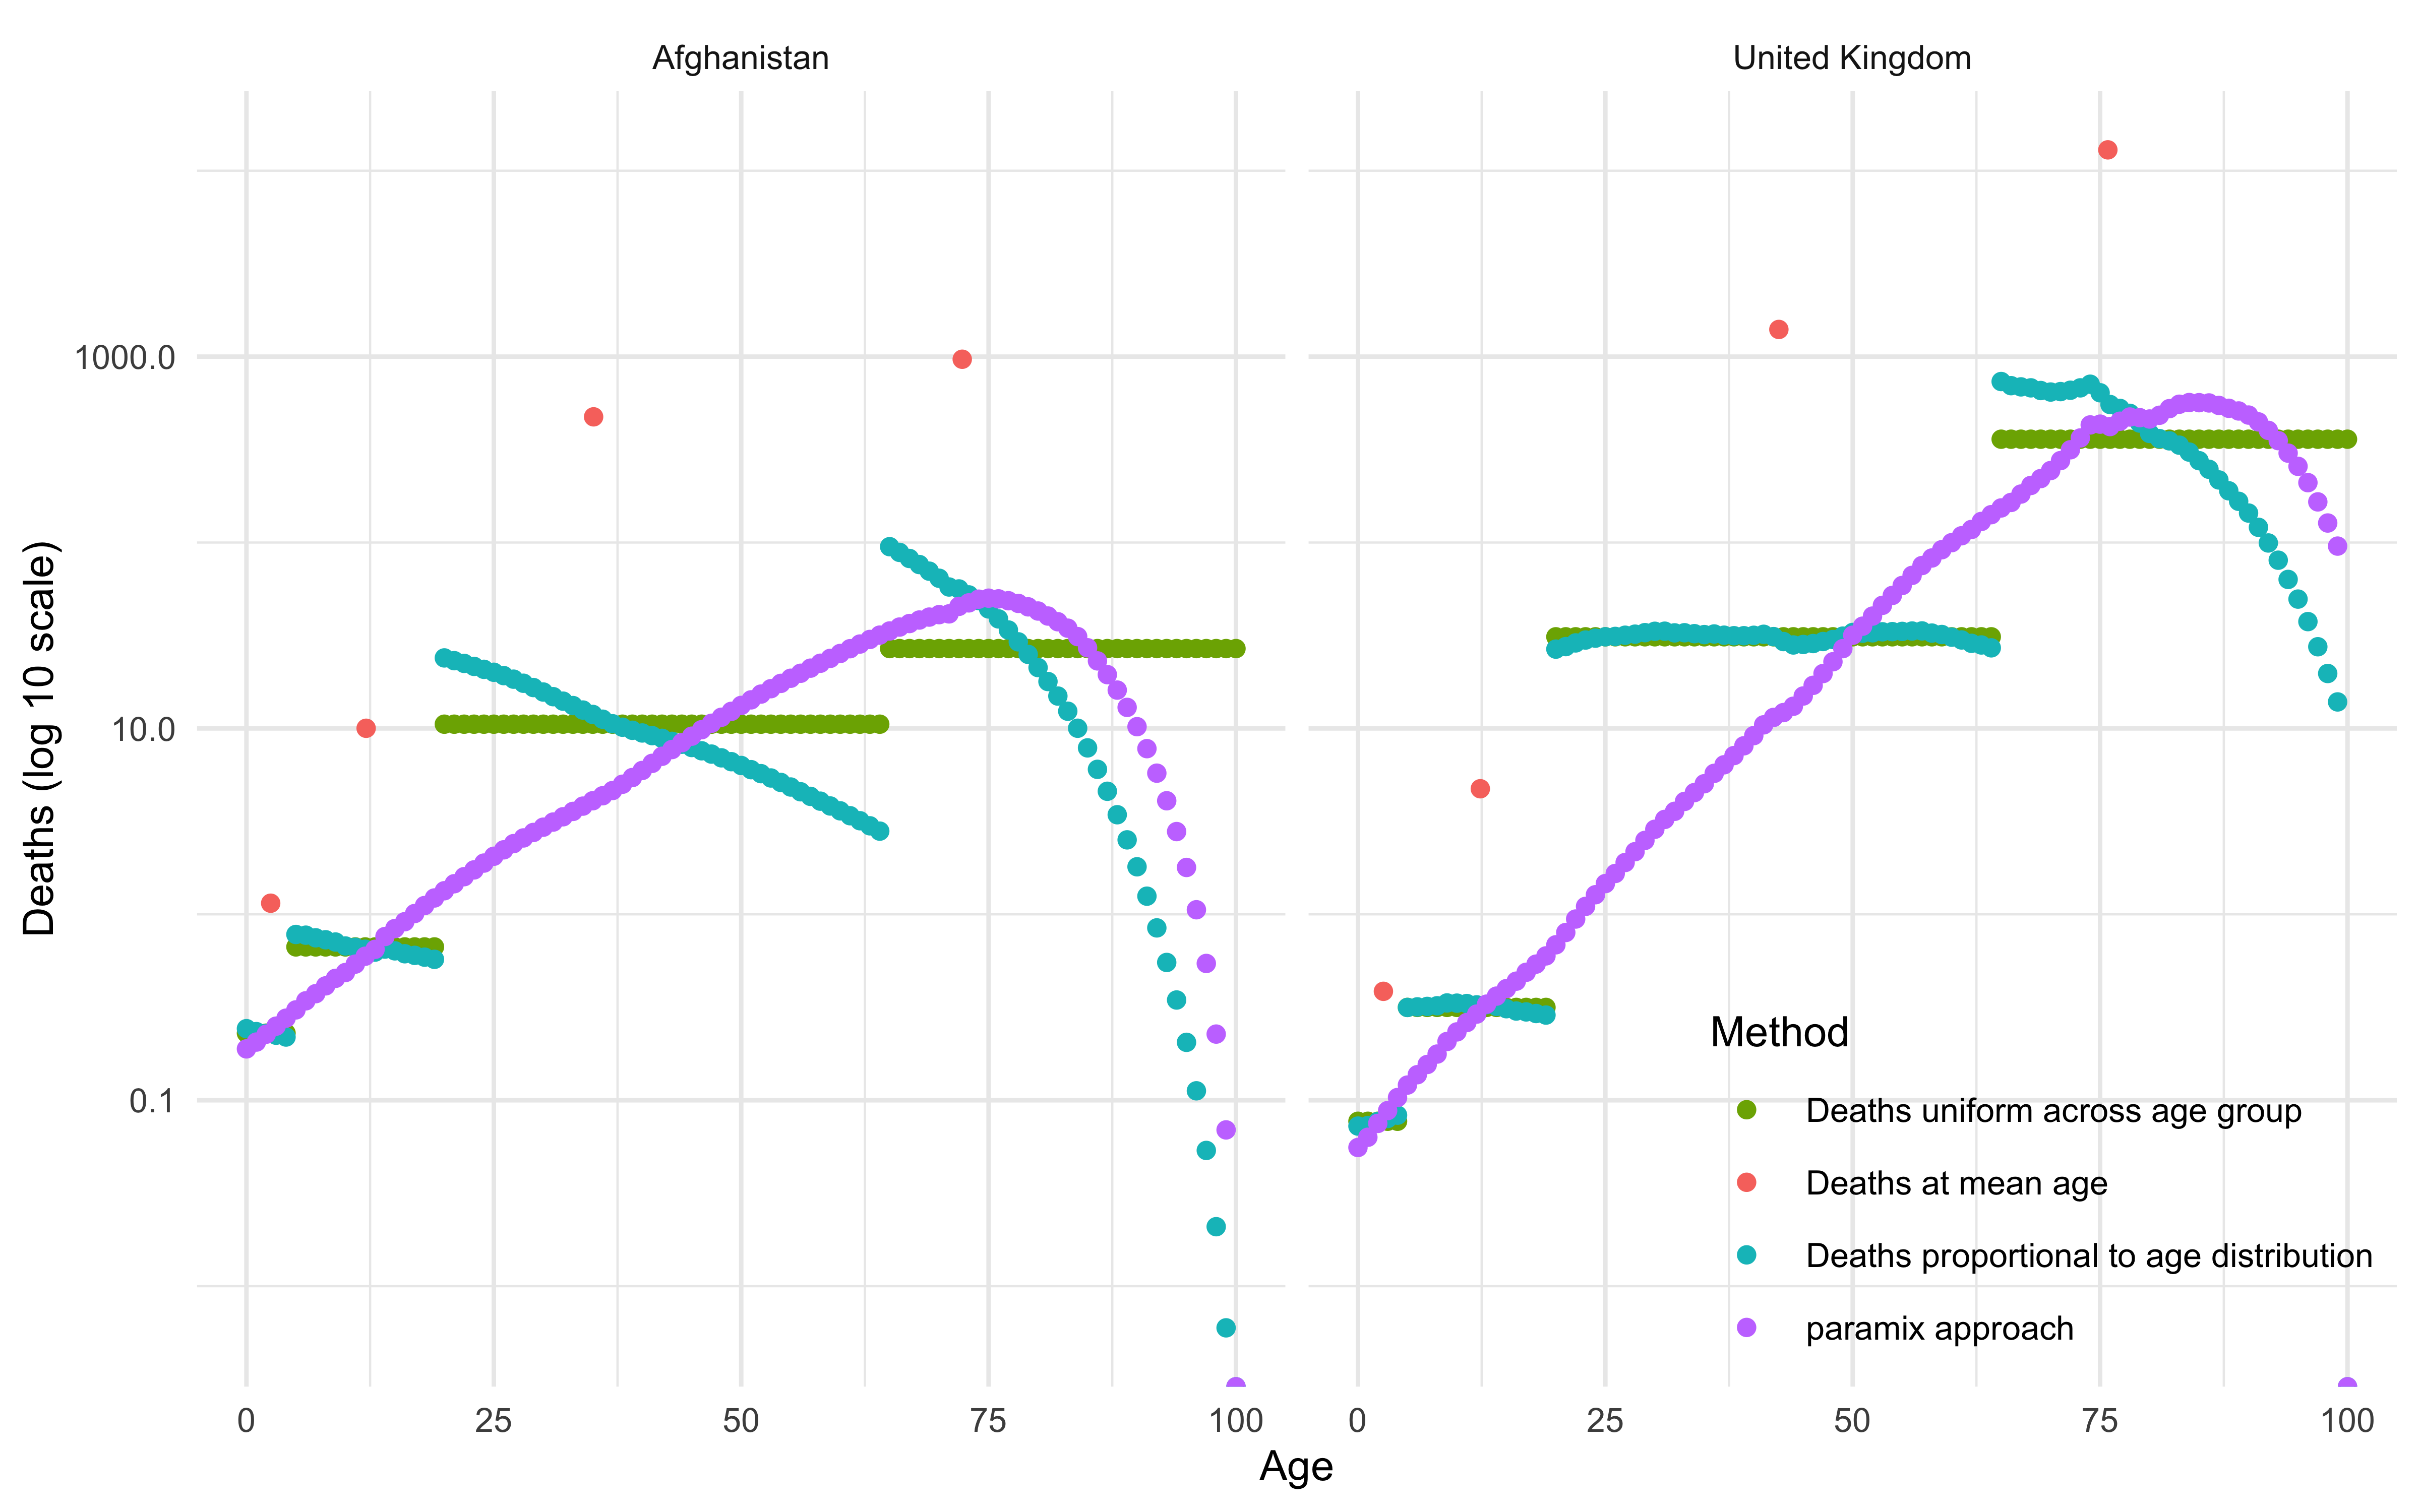 Afghanistan
United Kingdom
Deaths (log 10 scale)
1000.0
10.0
0.1
Method
Deaths uniform across age group
Deaths at mean age
Deaths proportional to age distribution
paramix approach
0 25 50 75 100
0 25 50 75 100
Age